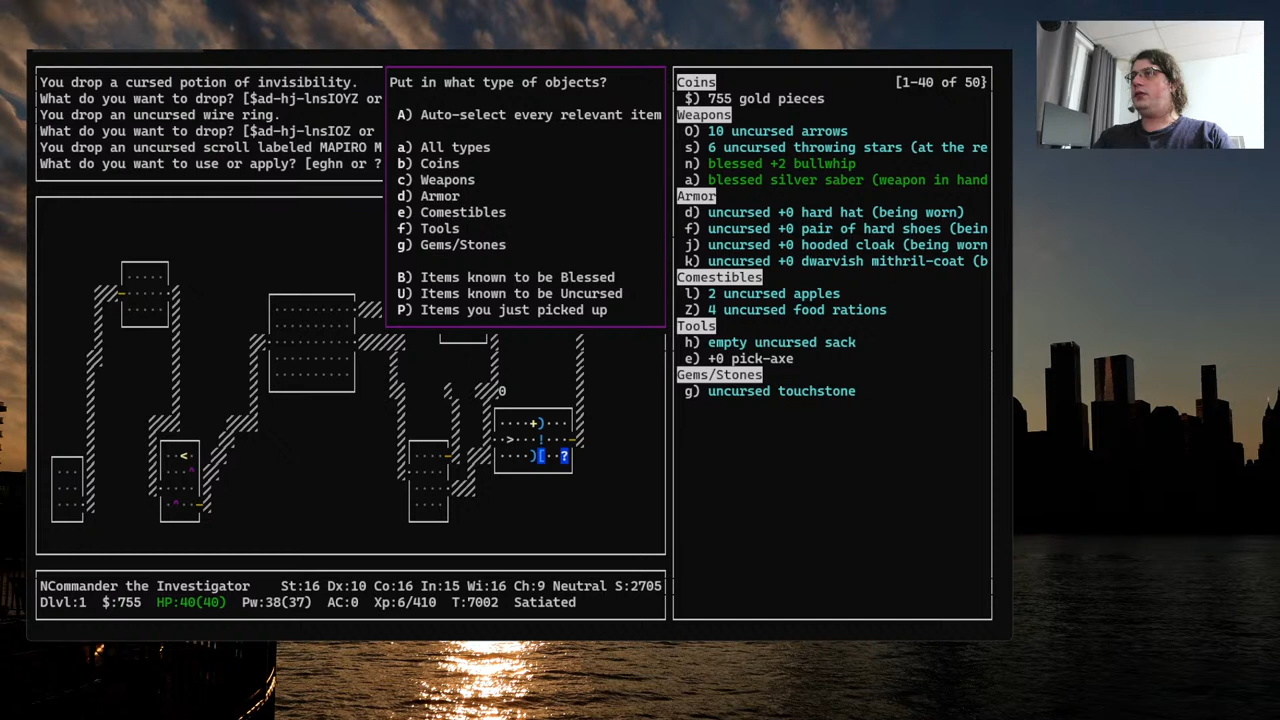 You drop a cursed potion of invisibility.
What do you want to drop? [$ad-hj-lnsIOYZ or
You drop an uncursed wire ring.
What do you want to drop? [$ad-hj-lnsIOZ or
You drop an uncursed scroll labeled MAPIRO M
What do you want to use or apply? [eghn or ?
Put in what type of objects?
A) Auto-select every relevant item
a) All types
b) Coins
c) Weapons
d) Armor
e) Comestibles
f) Tools
g) Gems/Stones
B) Items known to be Blessed
U) Items known to be Uncursed
P) Items you just picked up
Coins [1-40 of 50}
$) 755 gold pieces
Weapons
O) 10 uncursed arrows
s) 6 uncursed throwing stars (at the re
n) blessed +2 bullwhip
a) blessed silver saber (weapon in hand
Armor
d) uncursed +0 hard hat (being worn)
f) uncursed +0 pair of hard shoes (bein
j) uncursed +0 hooded cloak (being worn
k) uncursed +0 dwarvish mithril-coat (b
Comestibles
l) 2 uncursed apples
Z) 4 uncursed food rations
Tools
h) empty uncursed sack
e) +0 pick-axe
Gems/Stones
g) uncursed touchstone
NCommander the Investigator St:16 Dx:10 Co:16 In:15 Wi:16 Ch:9 Neutral S:2705
Dlvl:1 $:755 HP:40(40) Pw:38(37) AC:0 Xp:6/410 T:7002 Satiated